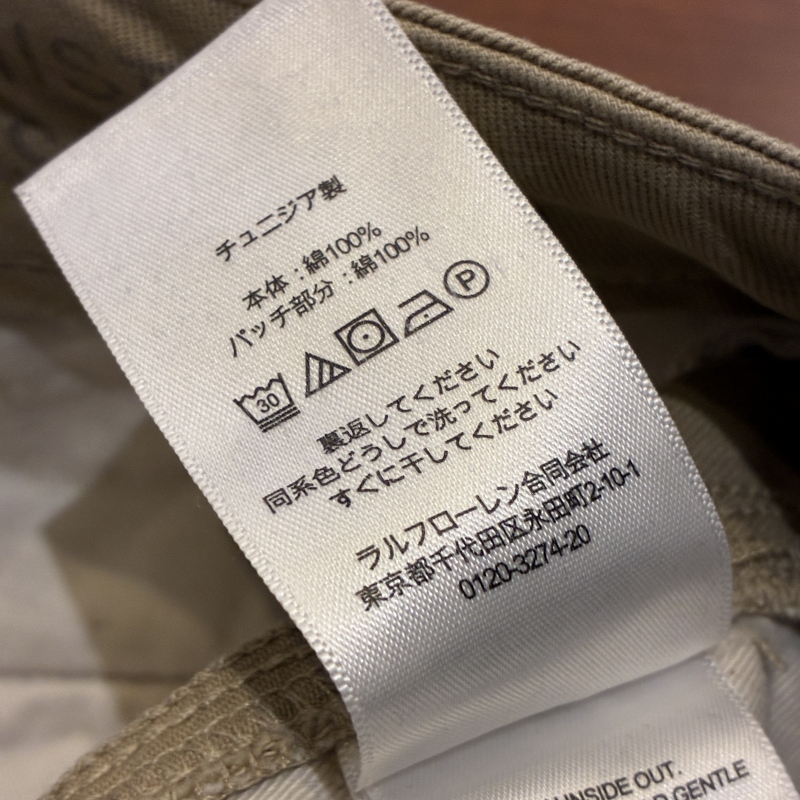 チュニジア製
本体：綿100%
パッチ部分：綿100%
30
P
裏返してください
同系色どうしで洗ってください
すぐに干してください
ラルフローレン合同会社
東京都千代田区永田町2-10-1
0120-3274-20
INSIDE OUT.
GENTLE